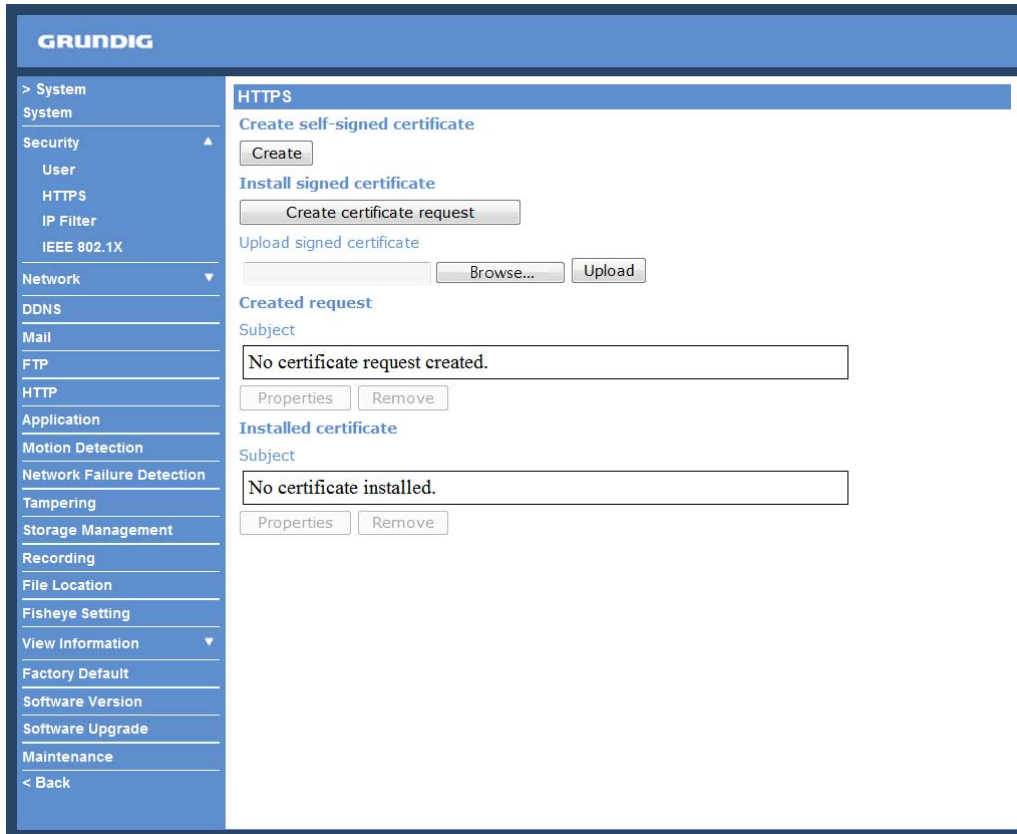 GRUNDIG
> System
System
Security
User
HTTPS
IP Filter
IEEE 802.1X
Network
DDNS
Mail
FTP
HTTP
Application
Motion Detection
Network Failure Detection
Tampering
Storage Management
Recording
File Location
Fisheye Setting
View Information
Factory Default
Software Version
Software Upgrade
Maintenance
< Back
HTTPS
Create self-signed certificate
Create
Install signed certificate
Create certificate request
Upload signed certificate
Browse... Upload
Created request
Subject
No certificate request created.
Properties Remove
Installed certificate
Subject
No certificate installed.
Properties Remove